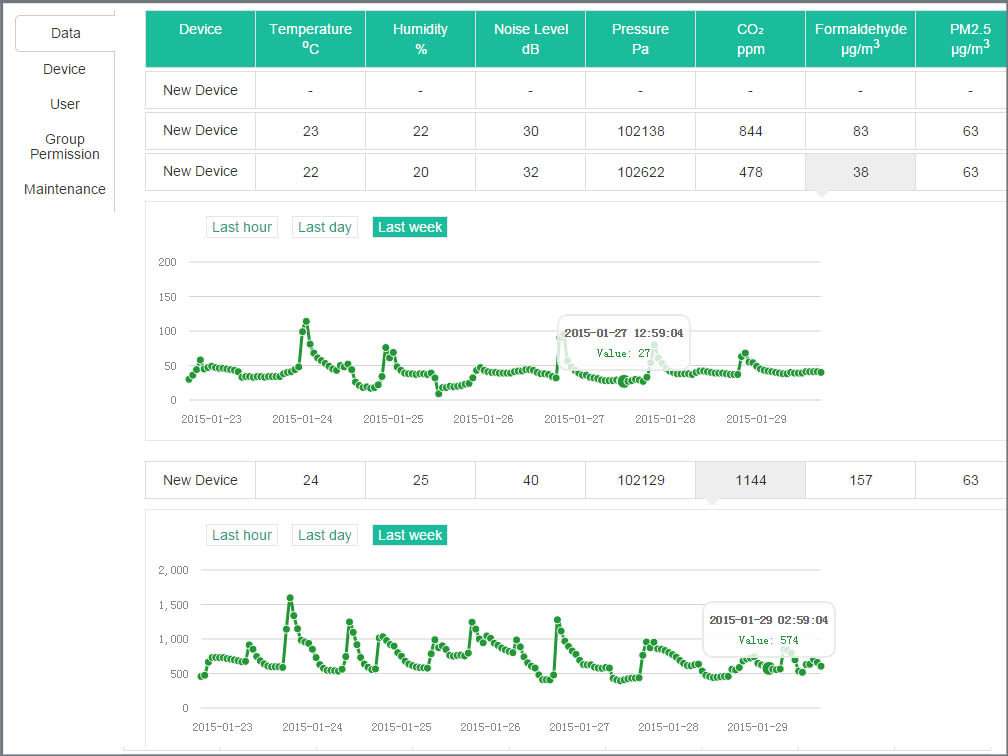 Data
Device
User
Group
Permission
Maintenance
Device Temperature Humidity Noise Level Pressure CO₂ Formaldehyde PM2.5
⁰C % dB Pa ppm µg/m³ µg/m³
New Device - - - - - - -
New Device 23 22 30 102138 844 83 63
New Device 22 20 32 102622 478 38 63
Last hour Last day Last week
200
150
100
50
0
2015-01-27 12:59:04
Value: 27
2015-01-23 2015-01-24 2015-01-25 2015-01-26 2015-01-27 2015-01-28 2015-01-29
New Device 24 25 40 102129 1144 157 63
Last hour Last day Last week
2,000
1,500
1,000
500
0
2015-01-29 02:59:04
Value: 574
2015-01-23 2015-01-24 2015-01-25 2015-01-26 2015-01-27 2015-01-28 2015-01-29